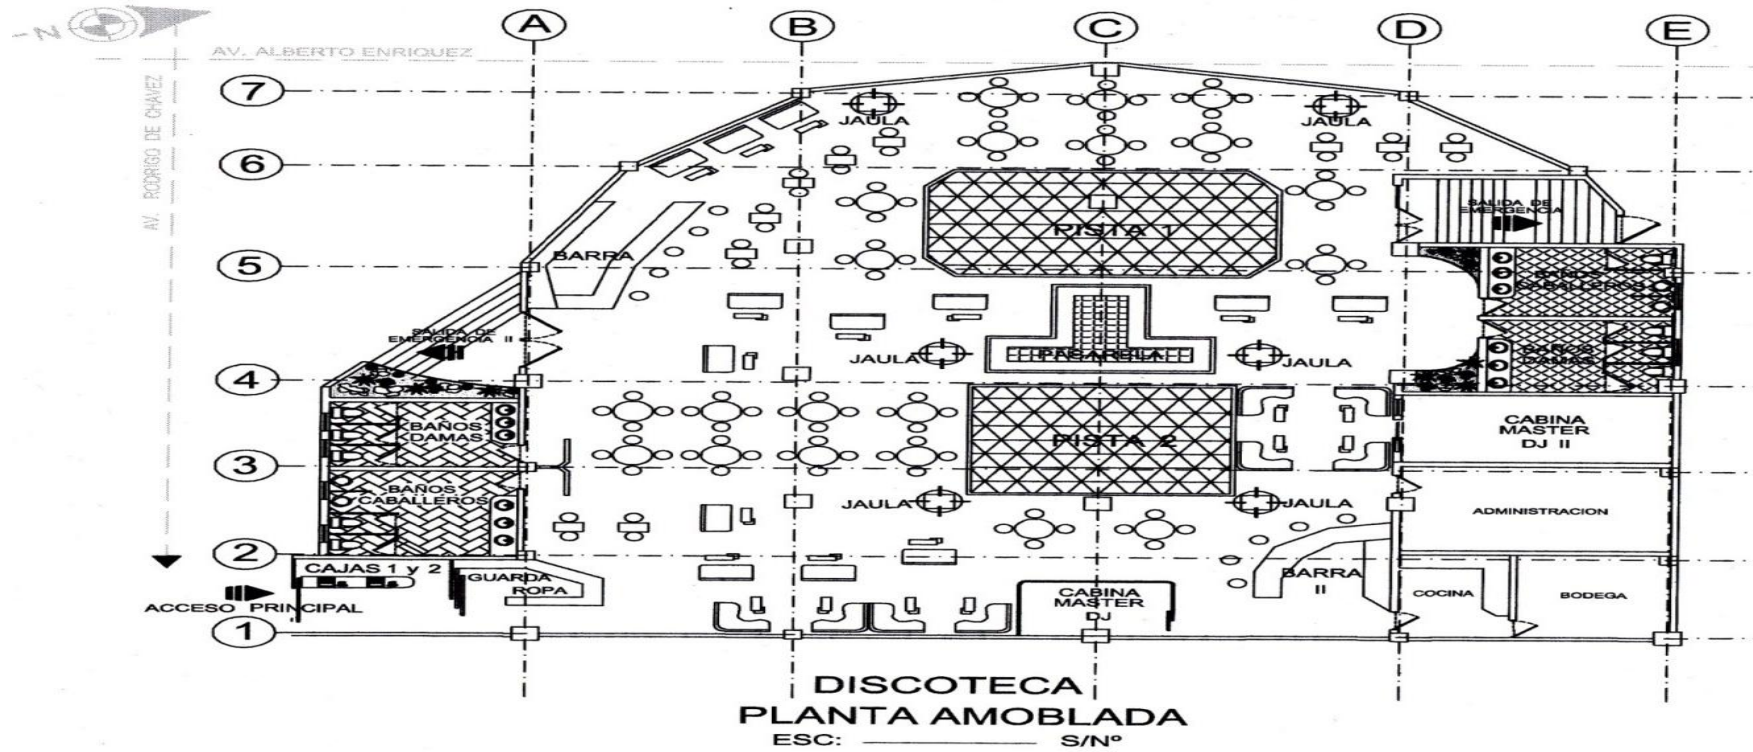 N
AV. ALBERTO ENRIQUEZ
AV. RODRIGO DE CHAVEZ
A
B
C
D
E
7
6
5
4
3
2
1
JAULA
JAULA
PISTA 1
SALIDA DE
EMERGENCIA
BARRA
BAÑOS
CABALLEROS
SALIDA DE
EMERGENCIA II
JAULA
PASARELA
JAULA
BAÑOS
DAMAS
BAÑOS
DAMAS
PISTA 2
CABINA
MASTER
DJ II
BAÑOS
CABALLEROS
JAULA
JAULA
ADMINISTRACION
CAJAS 1 y 2
GUARDA
ROPA
ACCESO PRINCIPAL
CABINA
MASTER
DJ
BARRA
II
COCINA
BODEGA
DISCOTECA
PLANTA AMOBLADA
ESC: ________ S/Nº